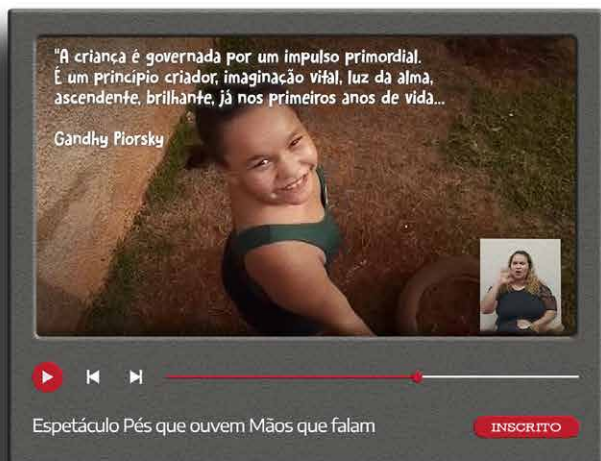 "A criança é governada por um impulso primordial.
É um princípio criador, imaginação vital, luz da alma,
ascendente, brilhante, já nos primeiros anos de vida...
Gandhy Piorsky
Espetáculo Pés que ouvem Mãos que falam
INSCRITO